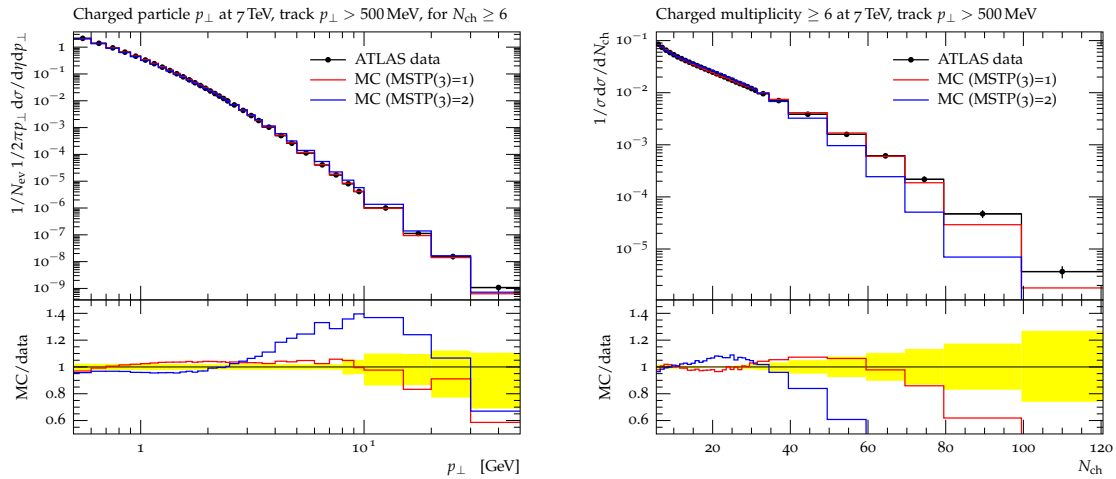 Charged particle p⊥ at 7 TeV, track p⊥ > 500 MeV, for Nch ≥ 6
ATLAS data
MC (MSTP(3)=1)
MC (MSTP(3)=2)
1
10⁻¹
10⁻²
10⁻³
10⁻⁴
10⁻⁵
10⁻⁶
10⁻⁷
10⁻⁸
10⁻⁹
1/Nev 1/2πp⊥ dσ/dηdp⊥
1.4
1.2
1
0.8
0.6
MC/data
1
10¹
p⊥ [GeV]
Charged multiplicity ≥ 6 at 7 TeV, track p⊥ > 500 MeV
ATLAS data
MC (MSTP(3)=1)
MC (MSTP(3)=2)
10⁻¹
10⁻²
10⁻³
10⁻⁴
10⁻⁵
1/σ dσ/dNch
1.4
1.2
1
0.8
0.6
MC/data
20 40 60 80 100 120
Nch